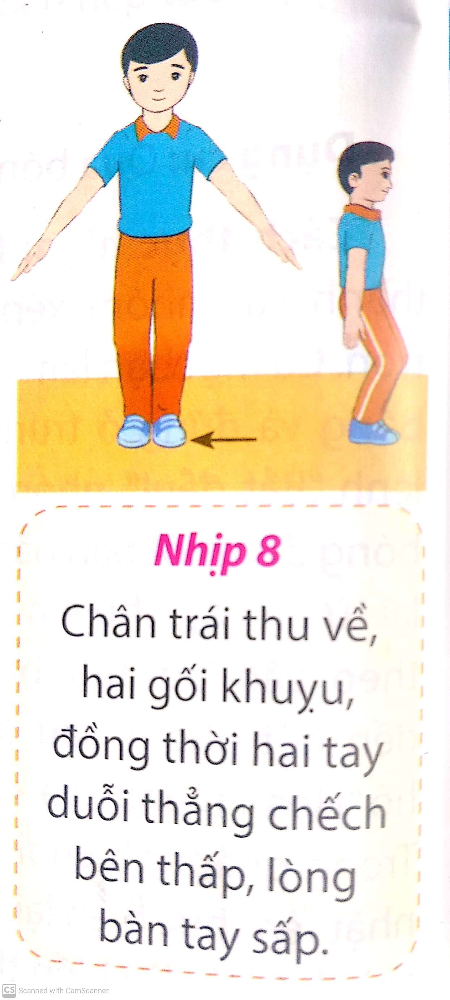 Nhịp 8
Chân trái thu về,
hai gối khuỵu,
đồng thời hai tay
duỗi thẳng chếch
bên thấp, lòng
bàn tay sấp.
CS Scanned with CamScanner